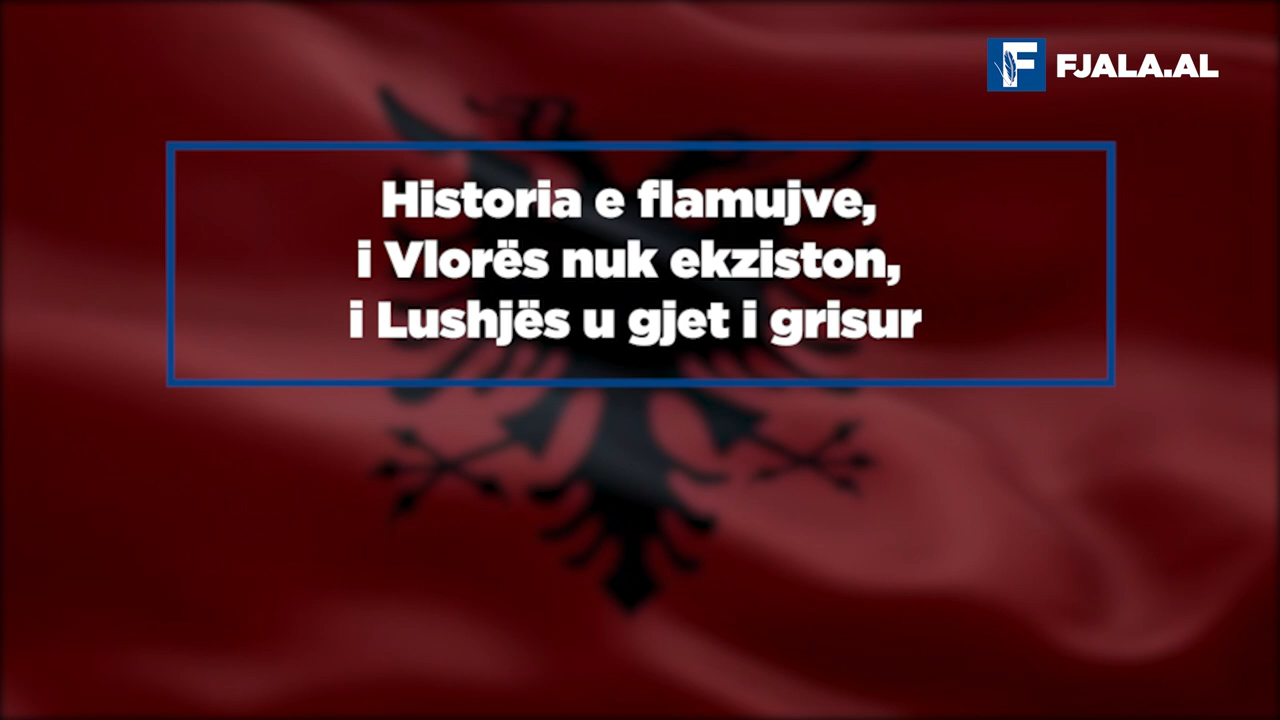 FJALA.AL
Historia e flamujve,
i Vlorës nuk ekziston,
i Lushjës u gjet i grisur